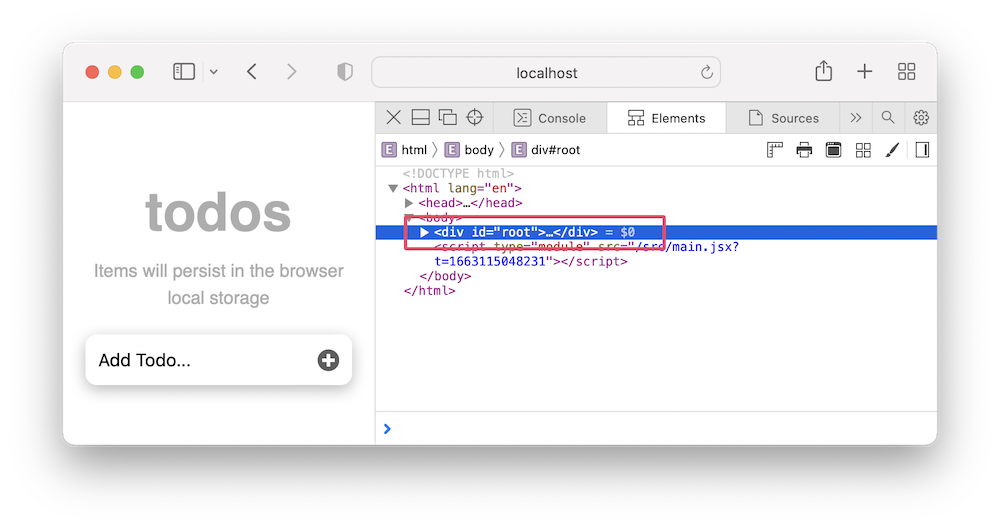 localhost
todos
Items will persist in the browser
local storage
Add Todo...
Console
Elements
Sources
E html
E body
E div#root
<!DOCTYPE html>
<html lang="en">
<head>…</head>
<body>
<div id="root">…</div> = $0
<script type="module" src="/src/main.jsx?
t=1663115048231"></script>
</body>
</html>